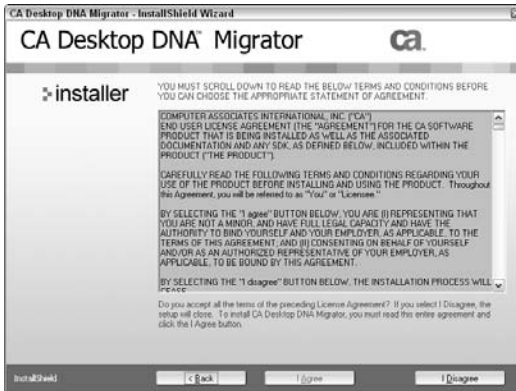 CA Desktop DNA Migrator - InstallShield Wizard
CA Desktop DNA™ Migrator
ca.
installer
YOU MUST SCROLL DOWN TO READ THE BELOW TERMS AND CONDITIONS BEFORE
YOU CAN CHOOSE THE APPROPRIATE STATEMENT OF AGREEMENT.
COMPUTER ASSOCIATES INTERNATIONAL, INC. ("CA")
END USER LICENSE AGREEMENT (THE "AGREEMENT") FOR THE CA SOFTWARE
PRODUCT THAT IS BEING INSTALLED AS WELL AS THE ASSOCIATED
DOCUMENTATION AND ANY SDK, AS DEFINED BELOW, INCLUDED WITHIN THE
PRODUCT ("THE PRODUCT").
CAREFULLY READ THE FOLLOWING TERMS AND CONDITIONS REGARDING YOUR
USE OF THE PRODUCT BEFORE INSTALLING AND USING THE PRODUCT. Throughout
this Agreement, you will be referred to as "You" or "Licensee."
BY SELECTING THE "I agree" BUTTON BELOW, YOU ARE (I) REPRESENTING THAT
YOU ARE NOT A MINOR, AND HAVE FULL LEGAL CAPACITY AND HAVE THE
AUTHORITY TO BIND YOURSELF AND YOUR EMPLOYER, AS APPLICABLE, TO THE
TERMS OF THIS AGREEMENT; AND (II) CONSENTING ON BEHALF OF YOURSELF
AND/OR AS AN AUTHORIZED REPRESENTATIVE OF YOUR EMPLOYER, AS
APPLICABLE, TO BE BOUND BY THIS AGREEMENT.
BY SELECTING THE "I disagree" BUTTON BELOW, THE INSTALLATION PROCESS WILL
CEASE.
Do you accept all the terms of the preceding License Agreement? If you select I Disagree, the
setup will close. To install CA Desktop DNA Migrator, you must read this entire agreement and
click the I Agree button.
InstallShield
< Back
I Agree
I Disagree